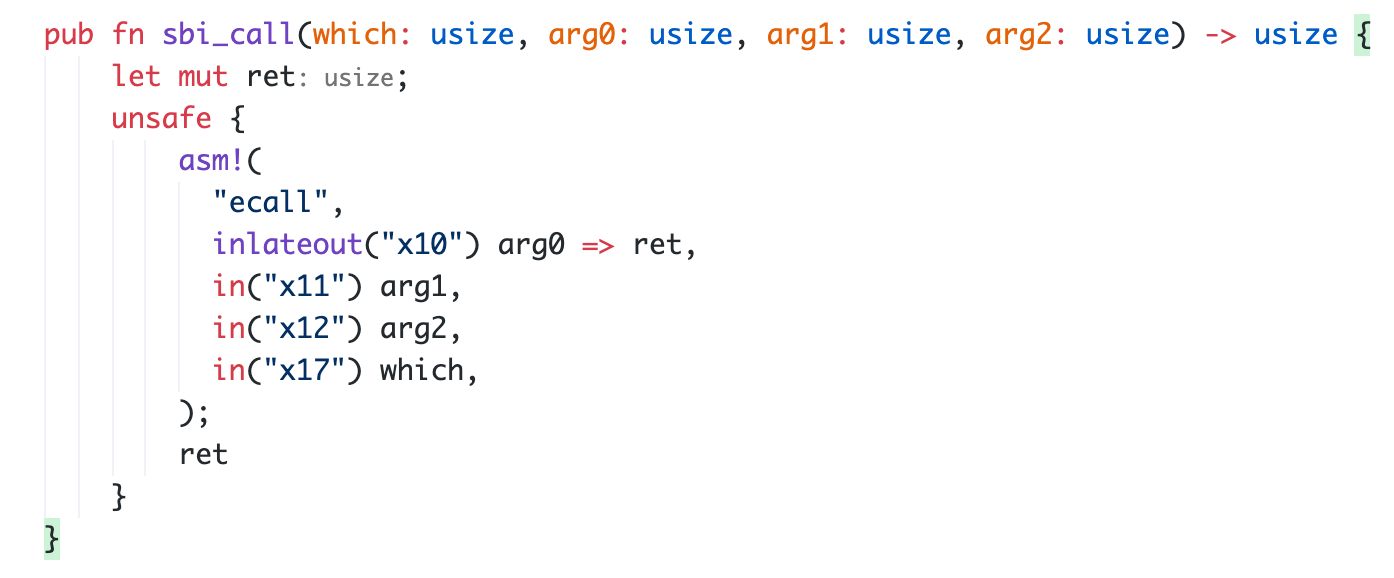 pub fn sbi_call(which: usize, arg0: usize, arg1: usize, arg2: usize) -> usize {
    let mut ret: usize;
    unsafe {
        asm!(
          "ecall",
          inlateout("x10") arg0 => ret,
          in("x11") arg1,
          in("x12") arg2,
          in("x17") which,
        );
        ret
    }
}